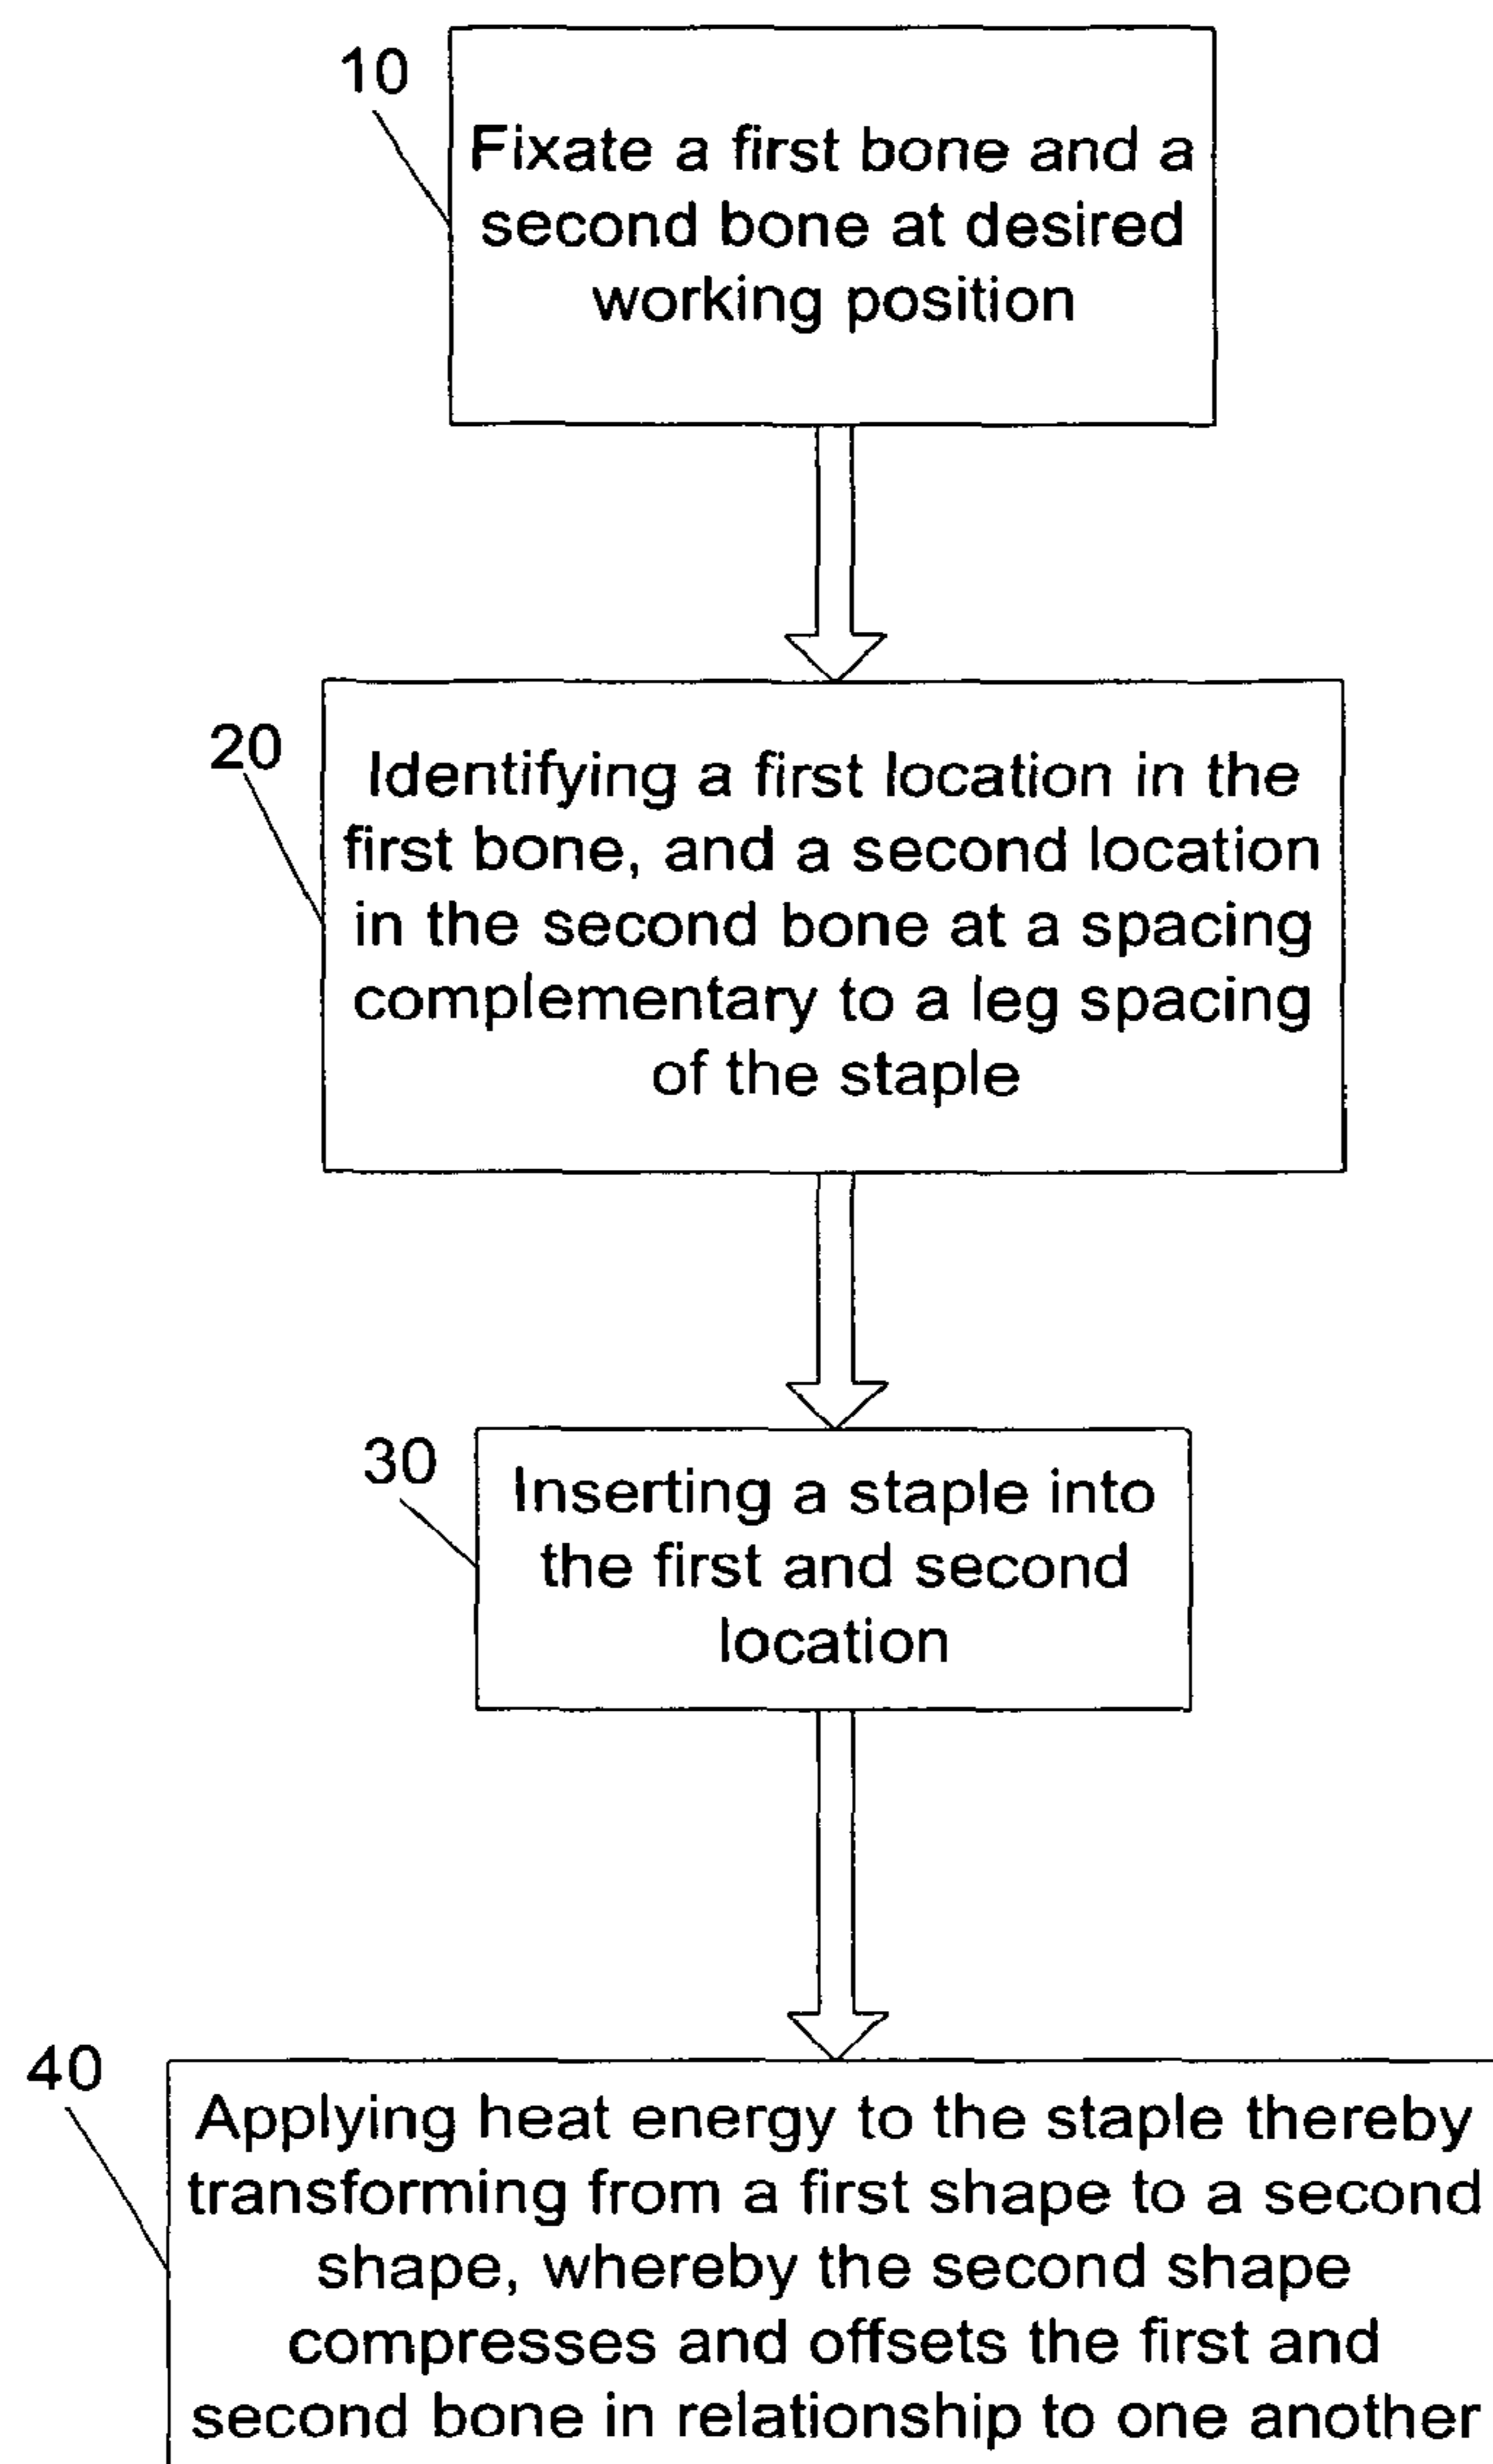 10
Fixate a first bone and a
second bone at desired
working position
20
Identifying a first location in the
first bone, and a second location
in the second bone at a spacing
complementary to a leg spacing
of the staple
30
Inserting a staple into
the first and second
location
40
Applying heat energy to the staple thereby
transforming from a first shape to a second
shape, whereby the second shape
compresses and offsets the first and
second bone in relationship to one another